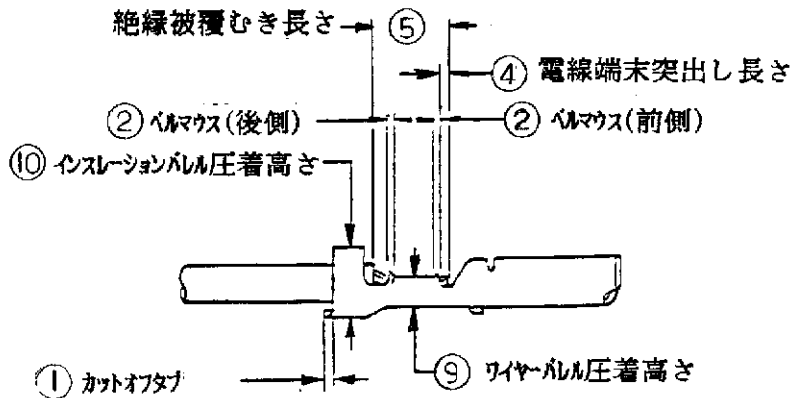 絶縁被覆むき長さ ⑤
④ 電線端末突出し長さ
② ベルマウス(後側)
② ベルマウス(前側)
⑩ インスレーションバレル圧着高さ
① カットオフタブ
⑨ ワイヤーバレル圧着高さ